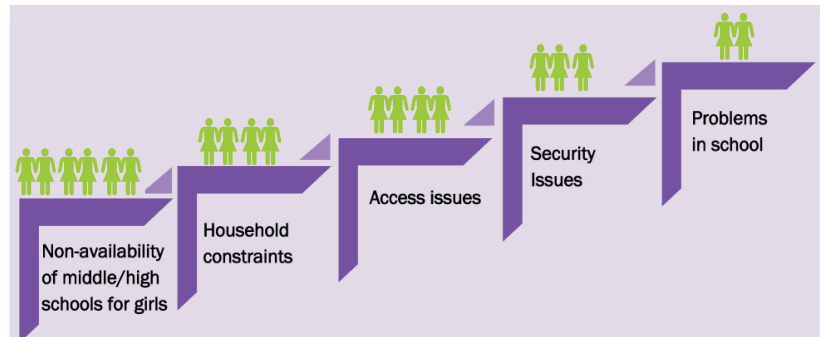 Non-availability
of middle/high
schools for girls
Household
constraints
Access issues
Security
Issues
Problems
in school